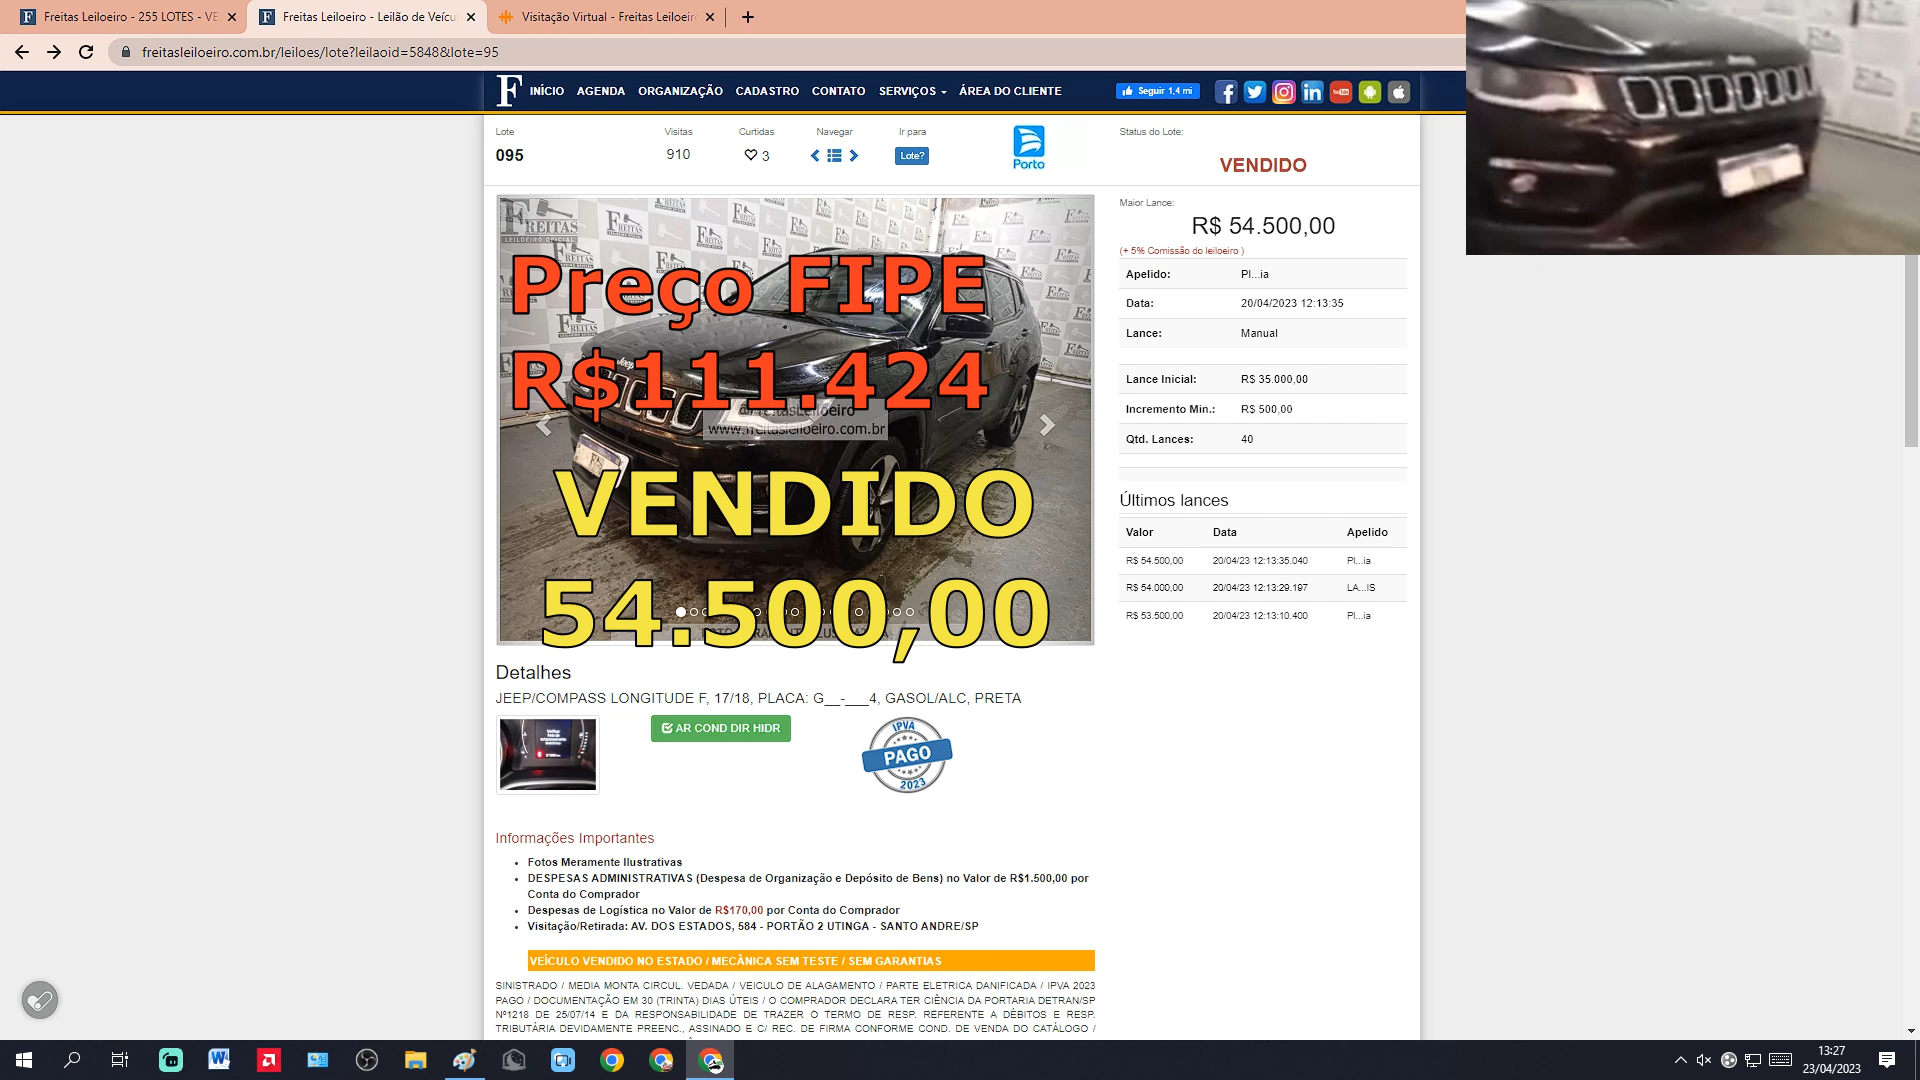 Freitas Leiloeiro - 255 LOTES - VE
Freitas Leiloeiro - Leilão de Veícu
Visitação Virtual - Freitas Leiloeir
freitasleiloeiro.com.br/leiloes/lote?leilaoid=5848&lote=95
F INÍCIO AGENDA ORGANIZAÇÃO CADASTRO CONTATO SERVIÇOS ÁREA DO CLIENTE
Seguir 1,4 mi
Lote Visitas Curtidas Navegar Ir para
095 910 3 Lote?
Porto
Status do Lote:
VENDIDO
FREITAS
LEILOEIRO OFICIAL
Preço FIPE
R$111.424
@FreitasLeiloeiro
www.freitasleiloeiro.com.br
VENDIDO
54.500,00
Maior Lance:
R$ 54.500,00
(+ 5% Comissão do leiloeiro )
Apelido: Pl...ia
Data: 20/04/2023 12:13:35
Lance: Manual
Lance Inicial: R$ 35.000,00
Incremento Min.: R$ 500,00
Qtd. Lances: 40
Últimos lances
Valor Data Apelido
R$ 54.500,00 20/04/23 12:13:35.040 Pl...ia
R$ 54.000,00 20/04/23 12:13:29.197 LA...IS
R$ 53.500,00 20/04/23 12:13:10.400 Pl...ia
Detalhes
JEEP/COMPASS LONGITUDE F, 17/18, PLACA: G__-___4, GASOL/ALC, PRETA
AR COND DIR HIDR
IPVA
PAGO
2023
Informações Importantes
• Fotos Meramente Ilustrativas
• DESPESAS ADMINISTRATIVAS (Despesa de Organização e Depósito de Bens) no Valor de R$1.500,00 por
Conta do Comprador
• Despesas de Logística no Valor de R$170,00 por Conta do Comprador
• Visitação/Retirada: AV. DOS ESTADOS, 584 - PORTÃO 2 UTINGA - SANTO ANDRE/SP
VEÍCULO VENDIDO NO ESTADO / MECÂNICA SEM TESTE / SEM GARANTIAS
SINISTRADO / MEDIA MONTA CIRCUL. VEDADA / VEICULO DE ALAGAMENTO / PARTE ELETRICA DANIFICADA / IPVA 2023
PAGO / DOCUMENTAÇÃO EM 30 (TRINTA) DIAS ÚTEIS / O COMPRADOR DECLARA TER CIÊNCIA DA PORTARIA DETRAN/SP
Nº1218 DE 25/07/14 E DA RESPONSABILIDADE DE TRAZER O TERMO DE RESP. REFERENTE A DÉBITOS E RESP.
TRIBUTÁRIA DEVIDAMENTE PREENC., ASSINADO E C/ REC. DE FIRMA CONFORME COND. DE VENDA DO CATÁLOGO /
13:27
23/04/2023